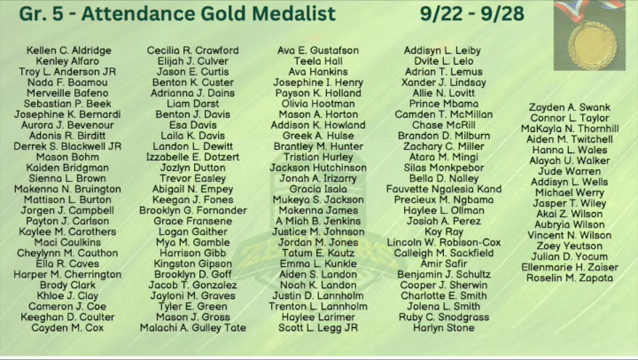 Gr. 5 - Attendance Gold Medalist
9/22 - 9/28
Kellen C. Aldridge
Kenley Alfaro
Troy L. Anderson JR
Nada F. Baamou
Merveille Bafeno
Sebastian P. Beek
Josephine K. Bernardi
Aurora J. Bevenour
Adonis R. Birditt
Derrek S. Blackwell JR
Mason Bohm
Kaiden Bridgman
Sienna L. Brown
Makenna N. Bruington
Mattison L. Burton
Jorgen J. Campbell
Payton J. Carlson
Kaylee M. Carothers
Maci Caulkins
Cheylynn M. Cauthon
Ella R. Caves
Harper M. Cherrington
Brody Clark
Khloe J. Clay
Cameron J. Coe
Keeghan D. Coulter
Cayden M. Cox
Cecilia R. Crawford
Elijah J. Culver
Jason E. Curtis
Benton K. Custer
Adrianna J. Dains
Liam Darst
Benton J. Davis
Esa Davis
Laila K. Davis
Landon L. Dewitt
Izzabelle E. Dotzert
Jozlyn Dutton
Trevor Easley
Abigail N. Empey
Keegan J. Fones
Brooklyn G. Fornander
Grace Fransene
Logan Gaither
Mya M. Gamble
Harrison Gibb
Kingston Gipson
Brooklyn D. Goff
Jacob T. Gonzalez
Jayloni M. Graves
Tyler E. Green
Mason J. Gross
Malachi A. Gulley Tate
Ava E. Gustafson
Teela Hall
Ava Hankins
Josephine I. Henry
Payson K. Holland
Olivia Hootman
Mason A. Horton
Addison K. Howland
Greek A. Hulse
Brantley M. Hunter
Tristian Hurley
Jackson Hutchinson
Jonah A. Irizarry
Gracia Isala
Mukeya S. Jackson
Makenna James
A Miah B. Jenkins
Justice M. Johnson
Jordan M. Jones
Tatum E. Kautz
Emma L. Kunkle
Aiden S. Landon
Noah K. Landon
Justin D. Lannholm
Trenton L. Lannholm
Haylee Larimer
Scott L. Legg JR
Addisyn L. Leiby
Dvite L. Lelo
Adrian T. Lemus
Xander J. Lindsay
Allie N. Lovitt
Prince Mbama
Camden T. McMillan
Chase McRill
Brandon D. Milburn
Zachary C. Miller
Atara M. Mingi
Silas Monkpebor
Bella D. Nalley
Fauvette Ngalesia Kand
Precieux M. Ngbama
Haylee L. Ollman
Josiah A. Perez
Koy Ray
Lincoln W. Robison-Cox
Calleigh M. Sackfield
Amir Safir
Benjamin J. Schultz
Cooper J. Sherwin
Charlotte E. Smith
Jolena L. Smith
Ruby C. Snodgrass
Harlyn Stone
Zayden A. Swank
Connor L. Taylor
MaKayla N. Thornhill
Aiden M. Twitchell
Hanna L. Wales
Alayah U. Walker
Jude Warren
Addisyn L. Wells
Michael Werry
Jasper T. Wiley
Akai Z. Wilson
Aubryia Wilson
Vincent N. Wilson
Zoey Yeutson
Julian D. Yocum
Ellenmarie H. Zaiser
Roselin M. Zapata